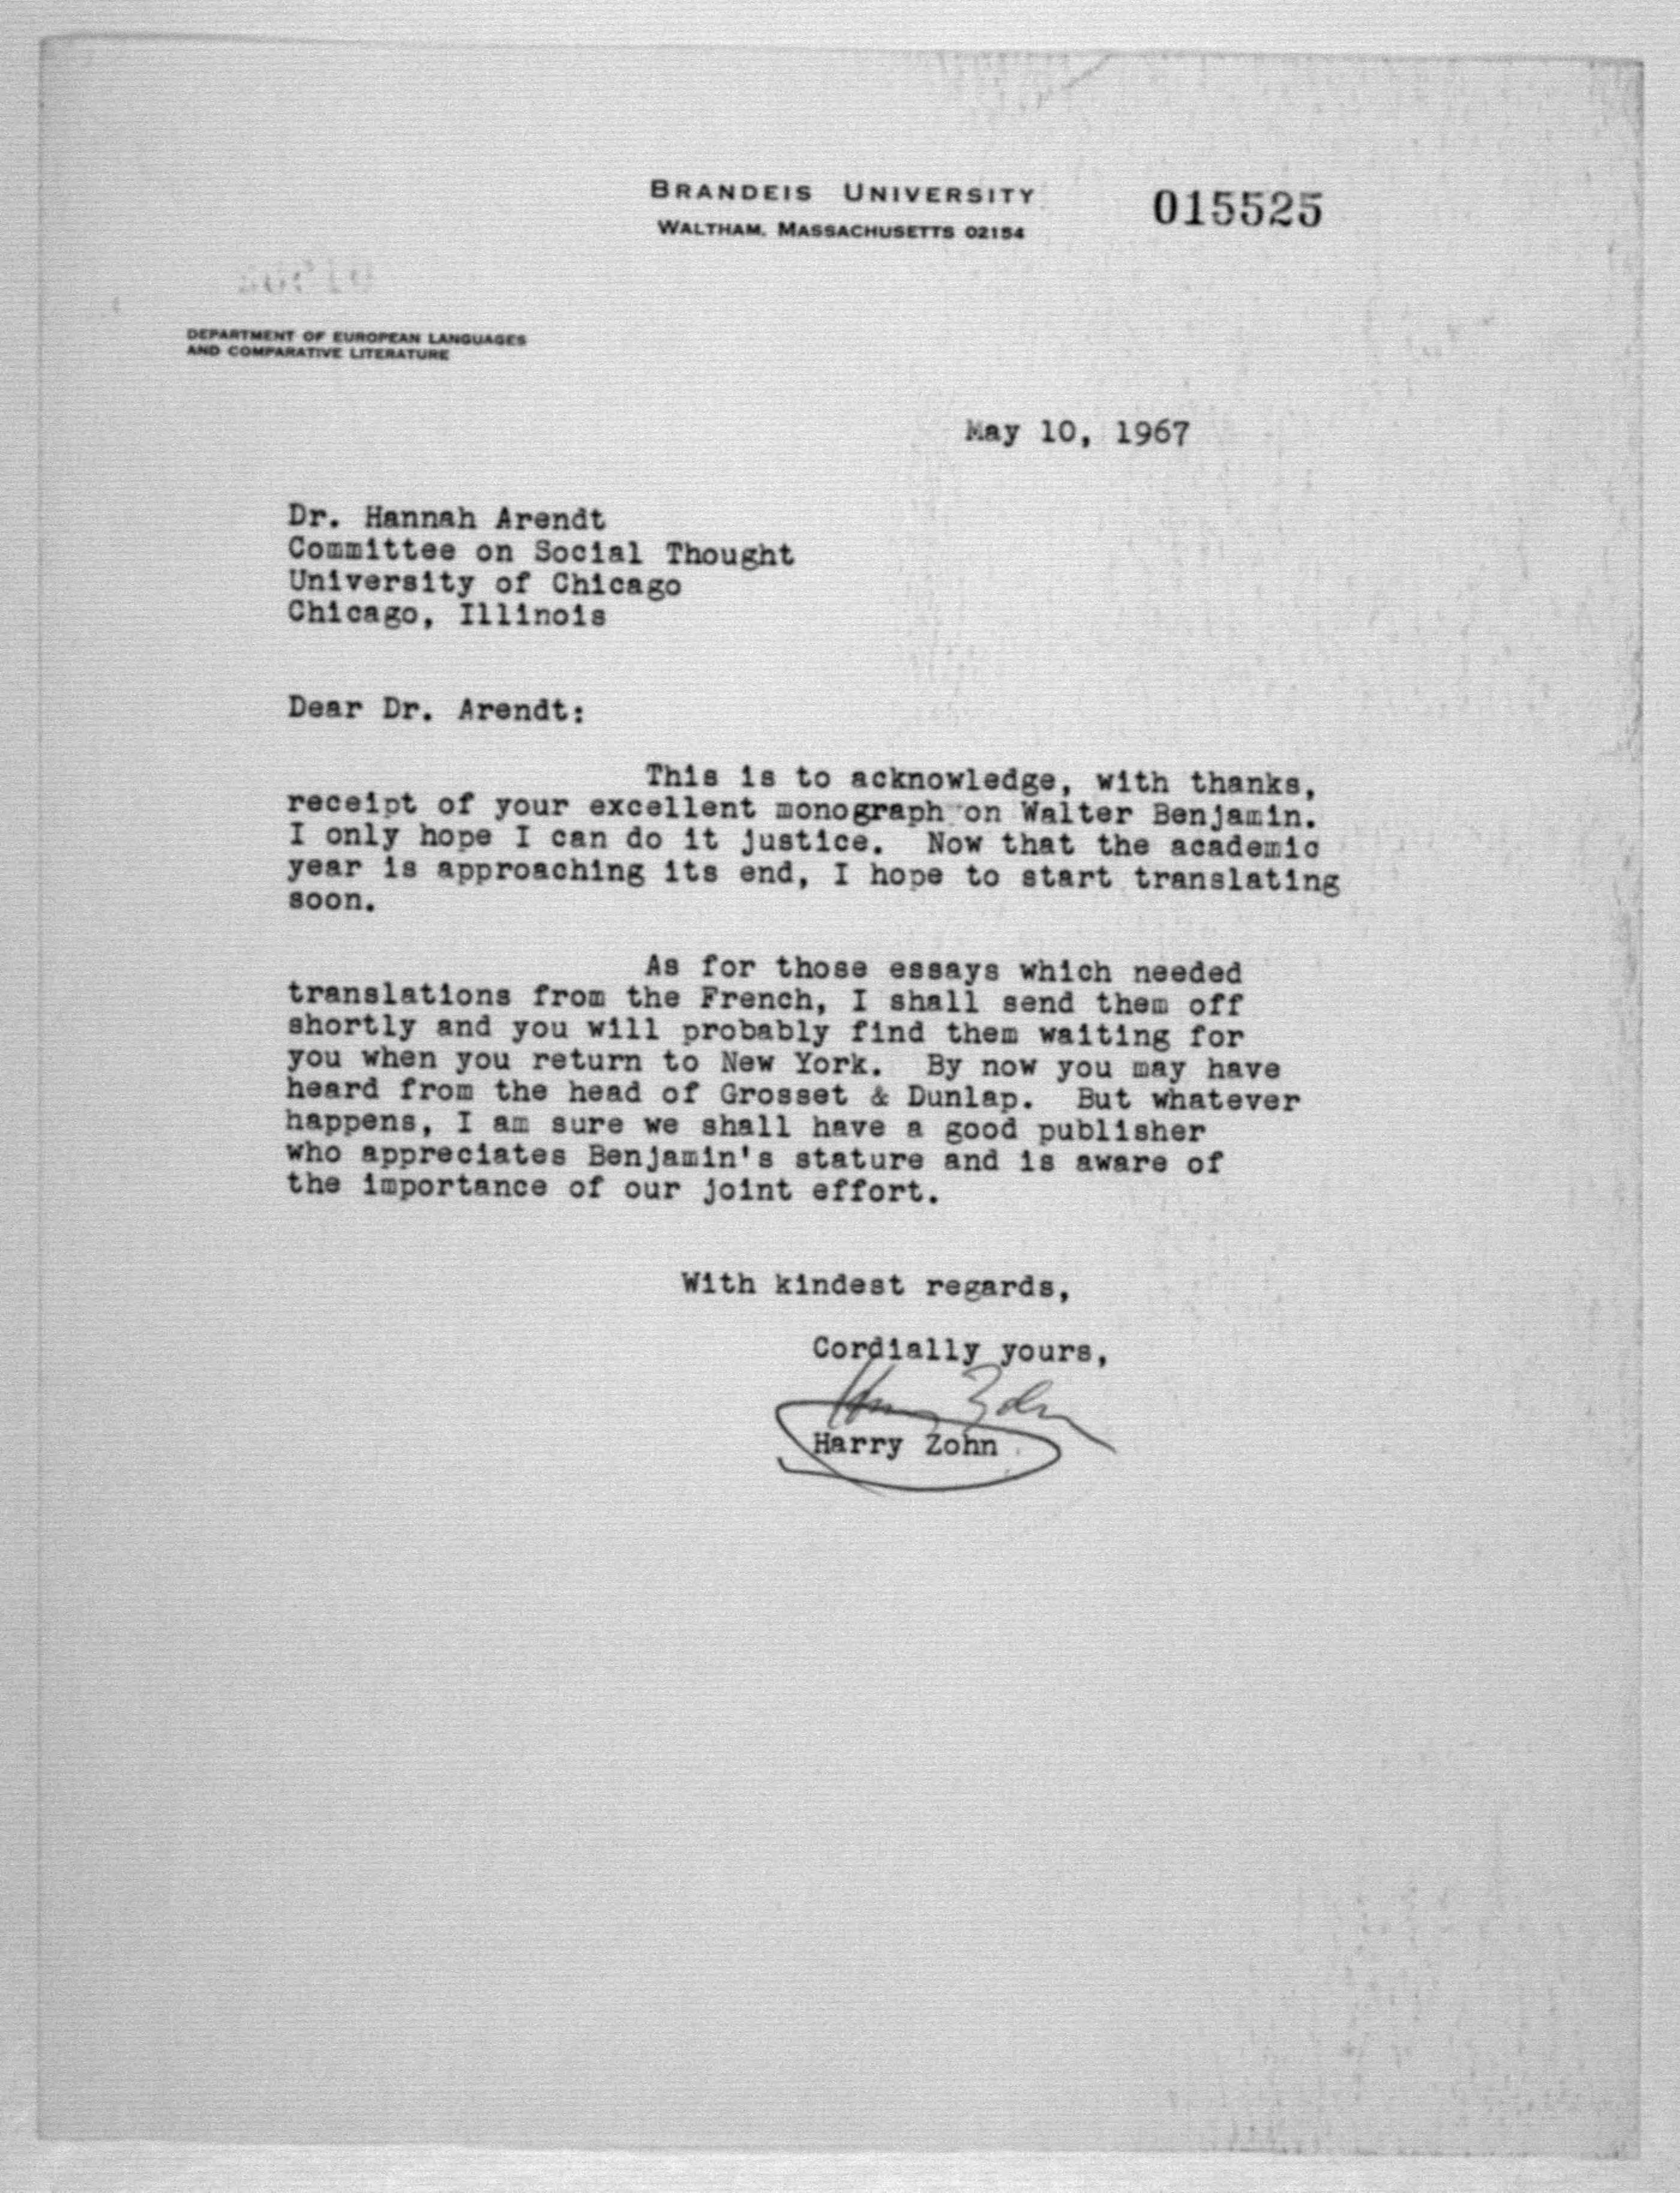 BRANDEIS UNIVERSITY
WALTHAM, MASSACHUSETTS 02154
015525
DEPARTMENT OF EUROPEAN LANGUAGES
AND COMPARATIVE LITERATURE
May 10, 1967
Dr. Hannah Arendt
Committee on Social Thought
University of Chicago
Chicago, Illinois
Dear Dr. Arendt:
This is to acknowledge, with thanks,
receipt of your excellent monograph on Walter Benjamin.
I only hope I can do it justice. Now that the academic
year is approaching its end, I hope to start translating
soon.
As for those essays which needed
translations from the French, I shall send them off
shortly and you will probably find them waiting for
you when you return to New York. By now you may have
heard from the head of Grosset & Dunlap. But whatever
happens, I am sure we shall have a good publisher
who appreciates Benjamin's stature and is aware of
the importance of our joint effort.
With kindest regards,
Cordially yours,
Harry Zohn
Harry Zohn